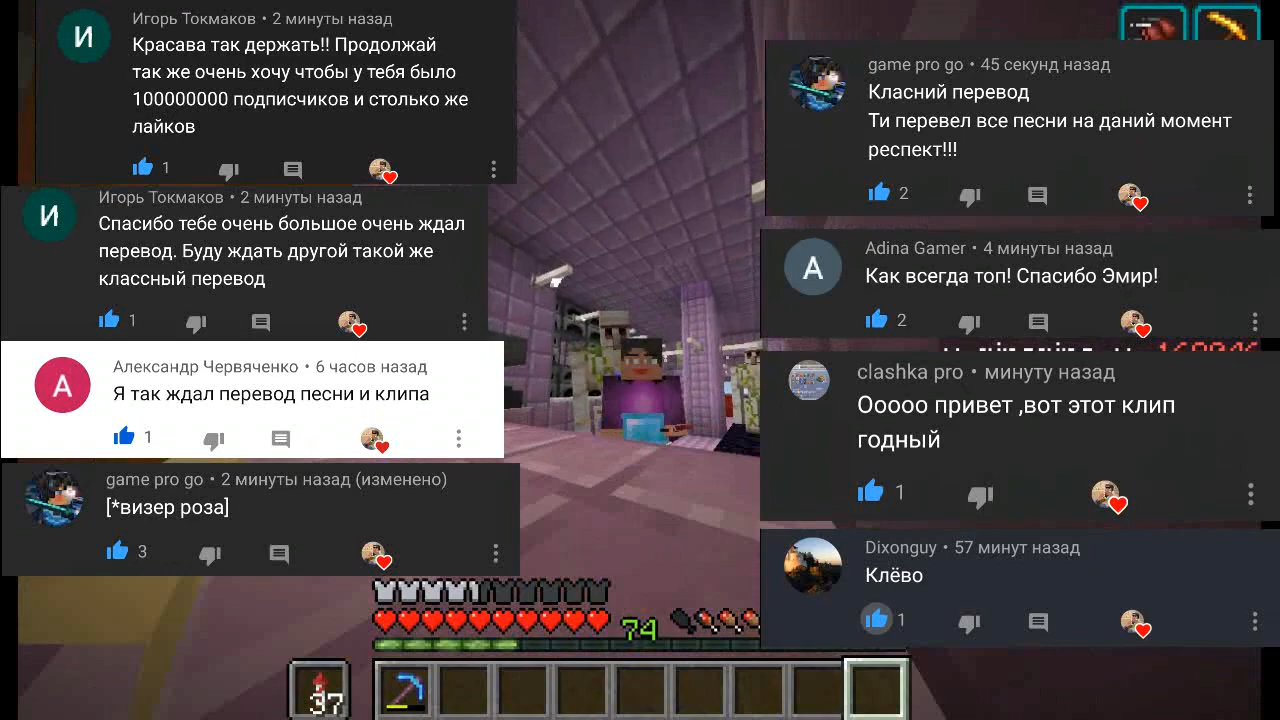 И
Игорь Токмаков • 2 минуты назад
Красава так держать!! Продолжай
так же очень хочу чтобы у тебя было
100000000 подписчиков и столько же
лайков
1
И
Игорь Токмаков • 2 минуты назад
Спасибо тебе очень большое очень ждал
перевод. Буду ждать другой такой же
классный перевод
1
А
Александр Червяченко • 6 часов назад
Я так ждал перевод песни и клипа
1
game pro go • 2 минуты назад (изменено)
[*визер роза]
3
game pro go • 45 секунд назад
Класний перевод
Ти перевел все песни на даний момент
респект!!!
2
A
Adina Gamer • 4 минуты назад
Как всегда топ! Спасибо Эмир!
2
clashka pro • минуту назад
Ооооо привет ,вот этот клип
годный
1
Dixonguy • 57 минут назад
Клёво
1
74
37